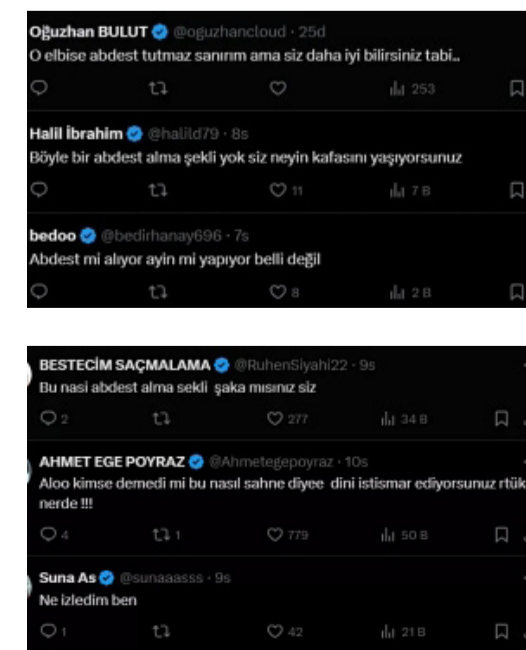 Oğuzhan BULUT @oguzhancloud · 25d
O elbise abdest tutmaz sanırım ama siz daha iyi bilirsiniz tabi..
253
Halil İbrahim @halild79 · 8s
Böyle bir abdest alma şekli yok siz neyin kafasını yaşıyorsunuz
11 7 B
bedoo @bedirhanay696 · 7s
Abdest mi alıyor ayin mi yapıyor belli değil
8 2 B
BESTECİM SAÇMALAMA @RuhenSiyahi22 · 9s
Bu nasi abdest alma sekli şaka mısınız siz
2 277 34 B
AHMET EGE POYRAZ @Ahmetegepoyraz · 10s
Aloo kimse demedi mi bu nasıl sahne diyee dini istismar ediyorsunuz rtük
nerde !!!
4 1 779 50 B
Suna As @sunaaasss · 9s
Ne izledim ben
1 42 21 B